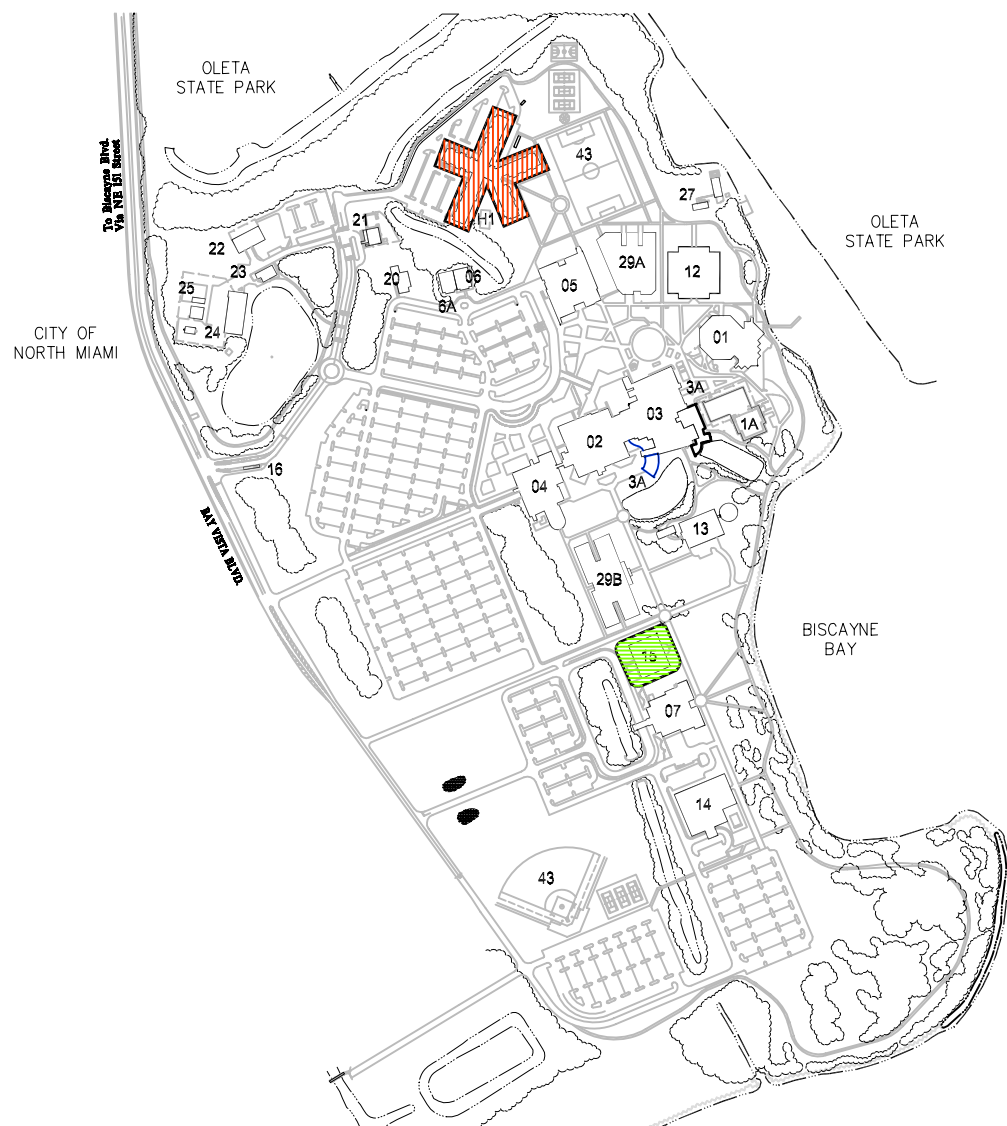 OLETA
STATE PARK
To Biscayne Blvd.
Via NE 151 Street
43
27
H1
21
22
OLETA
STATE PARK
29A
12
23
20
06
05
25
6A
24
CITY OF
NORTH MIAMI
01
3A
03
1A
02
16
04
3A
BAY VISTA BLVD.
13
29B
BISCAYNE
BAY
15
07
14
43